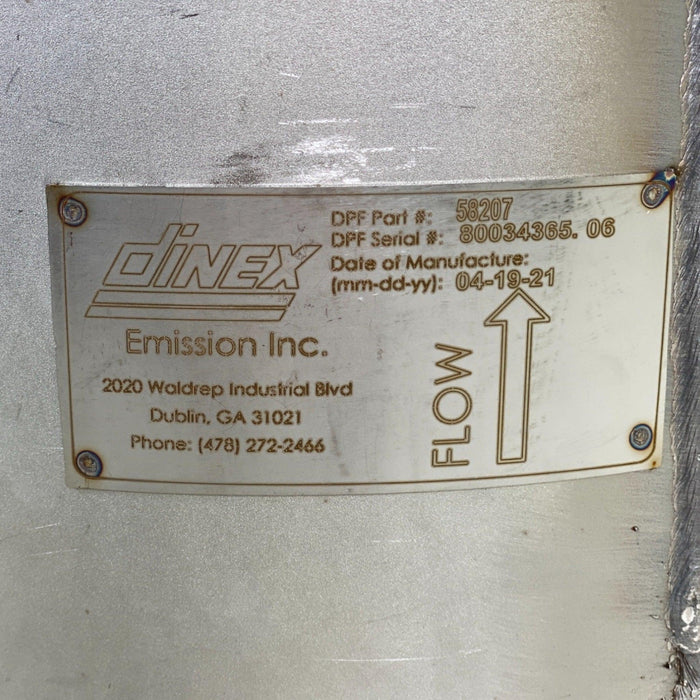 DINEX
Emission Inc.
2020 Waldrep Industrial Blvd
Dublin, GA 31021
Phone: (478) 272-2466
DPF Part #: 58207
DPF Serial #: 80034365. 06
Date of Manufacture:
(mm-dd-yy): 04-19-21
FLOW